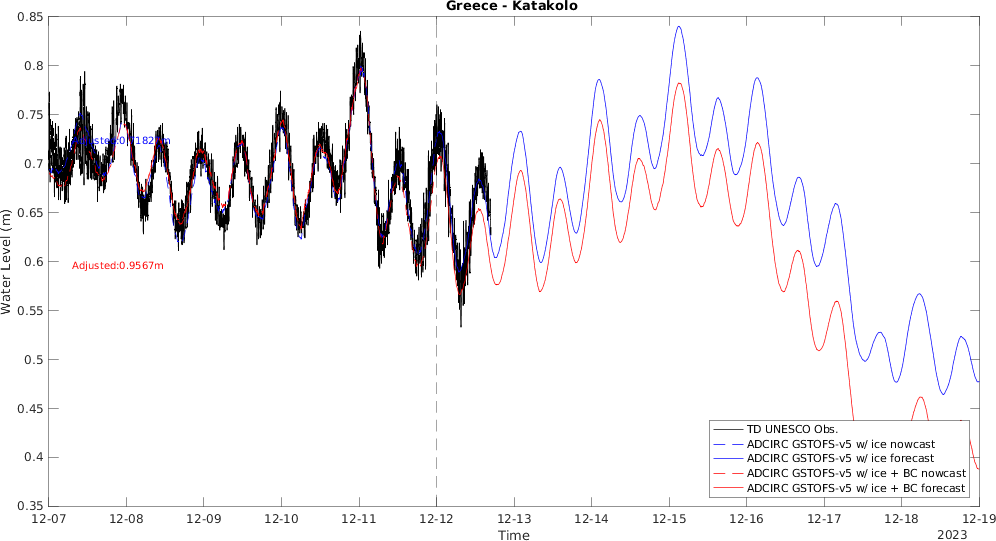 Greece - Katakolo
0.85
0.8
0.75
0.7
0.65
0.6
0.55
0.5
0.45
0.4
0.35
Water Level (m)
Adjusted:0.9567m
TD UNESCO Obs.
ADCIRC GSTOFS-v5 w/ ice nowcast
ADCIRC GSTOFS-v5 w/ ice forecast
ADCIRC GSTOFS-v5 w/ ice + BC nowcast
ADCIRC GSTOFS-v5 w/ ice + BC forecast
12-07 12-08 12-09 12-10 12-11 12-12 12-13 12-14 12-15 12-16 12-17 12-18 12-19
Time
2023